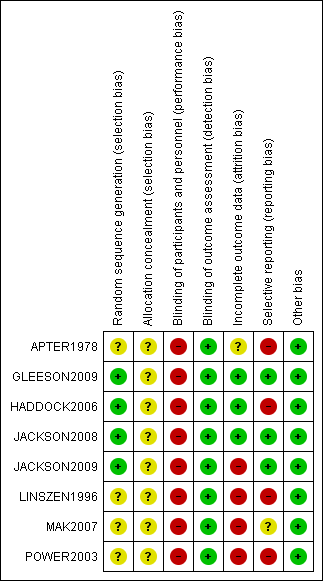 Random sequence generation (selection bias)
Allocation concealment (selection bias)
Blinding of participants and personnel (performance bias)
Blinding of outcome assessment (detection bias)
Incomplete outcome data (attrition bias)
Selective reporting (reporting bias)
Other bias
APTER1978 ? ? - + ? - +
GLEESON2009 + ? - + + + +
HADDOCK2006 + ? - + + - +
JACKSON2008 + ? - + + + +
JACKSON2009 + ? - + - + +
LINSZEN1996 ? ? - + - - +
MAK2007 ? ? - + - ? +
POWER2003 ? ? - + - - +